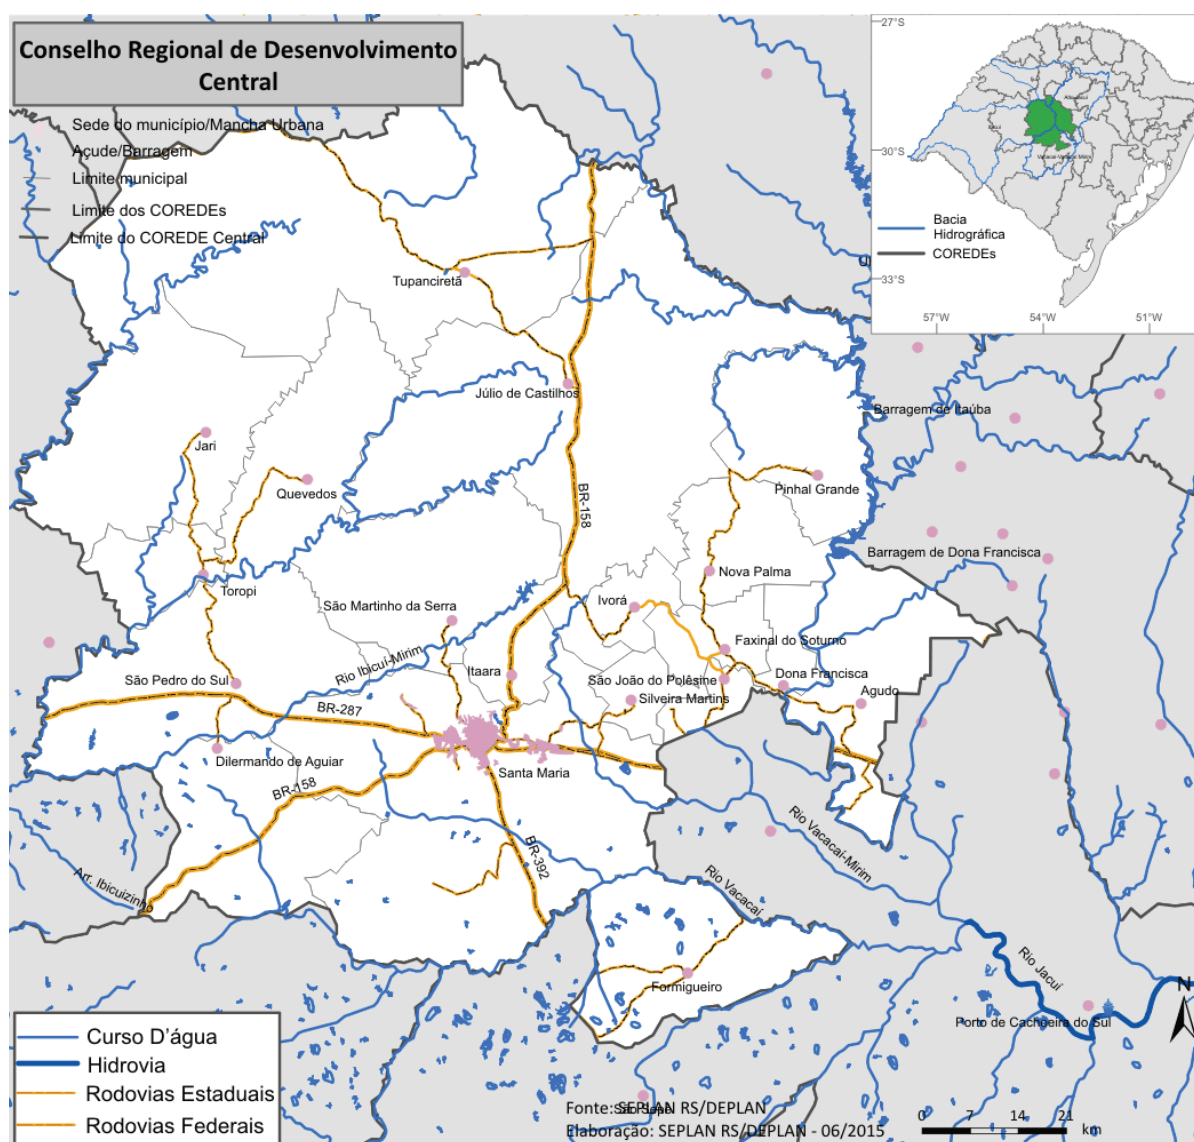 Conselho Regional de Desenvolvimento
Central
Sede do município/Mancha Urbana
Açude/Barragem
Limite municipal
Limite dos COREDEs
Limite do COREDE Central
27°S
30°S
33°S
57°W
54°W
51°W
Bacia
Hidrográfica
COREDEs
Tupanciretã
Júlio de Castilhos
Jari
Quevedos
BR-158
Pinhal Grande
Barragem de Itaúba
Barragem de Dona Francisca
Toropi
Nova Palma
São Martinho da Serra
Ivorá
Faxinal do Soturno
Rio Ibicuí-Mirim
Itaara
São Pedro do Sul
São João do Polêsine
Dona Francisca
Silveira Martins
Agudo
BR-287
Dilermando de Aguiar
Santa Maria
BR-158
BR-392
Rio Vacacaí-Mirim
Arr. Ibicuizinho
Rio Vacacaí
Formigueiro
Rio Jacuí
N
Porto de Cachoeira do Sul
Curso D'água
Hidrovia
Rodovias Estaduais
Rodovias Federais
Fonte: SEPLAN RS/DEPLAN
Elaboração: SEPLAN RS/DEPLAN - 06/2015
0 7 14 21
km